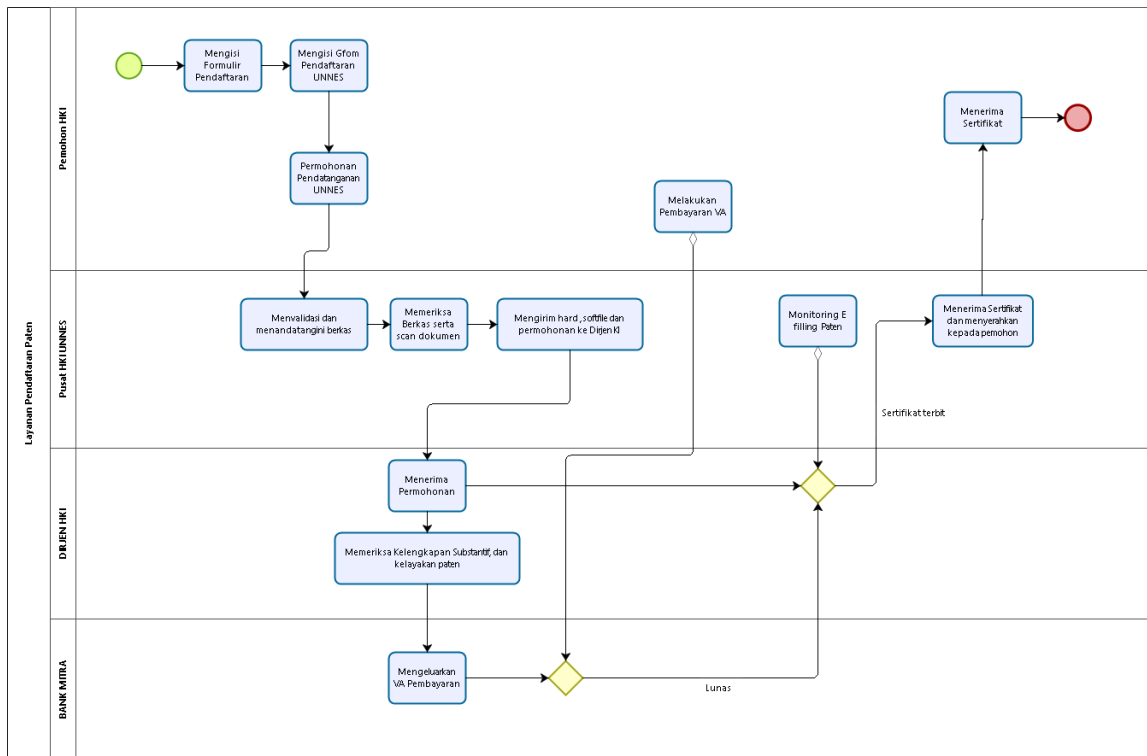 Layanan Pendaftaran Paten
Pemohon HKI
Mengisi
Formulir
Pendaftaran
Mengisi Gfom
Pendaftaran
UNNES
Permohonan
Pendatanganan
UNNES
Melakukan
Pembayaran VA
Menerima
Sertifikat
Pusat HKI UNNES
Menvalidasi dan
menandatangini berkas
Memeriksa
Berkas serta
scan dokumen
Mengirim hard , softfile dan
permohonan ke Dirjen KI
Monitoring E
filling Paten
Menerima Sertifikat
dan menyerahkan
kepada pemohon
Sertifikat terbit
DIRJEN HKI
Menerima
Permohonan
Memeriksa Kelengkapan Substantif, dan
kelayakan paten
BANK MITRA
Mengeluarkan
VA Pembayaran
Lunas